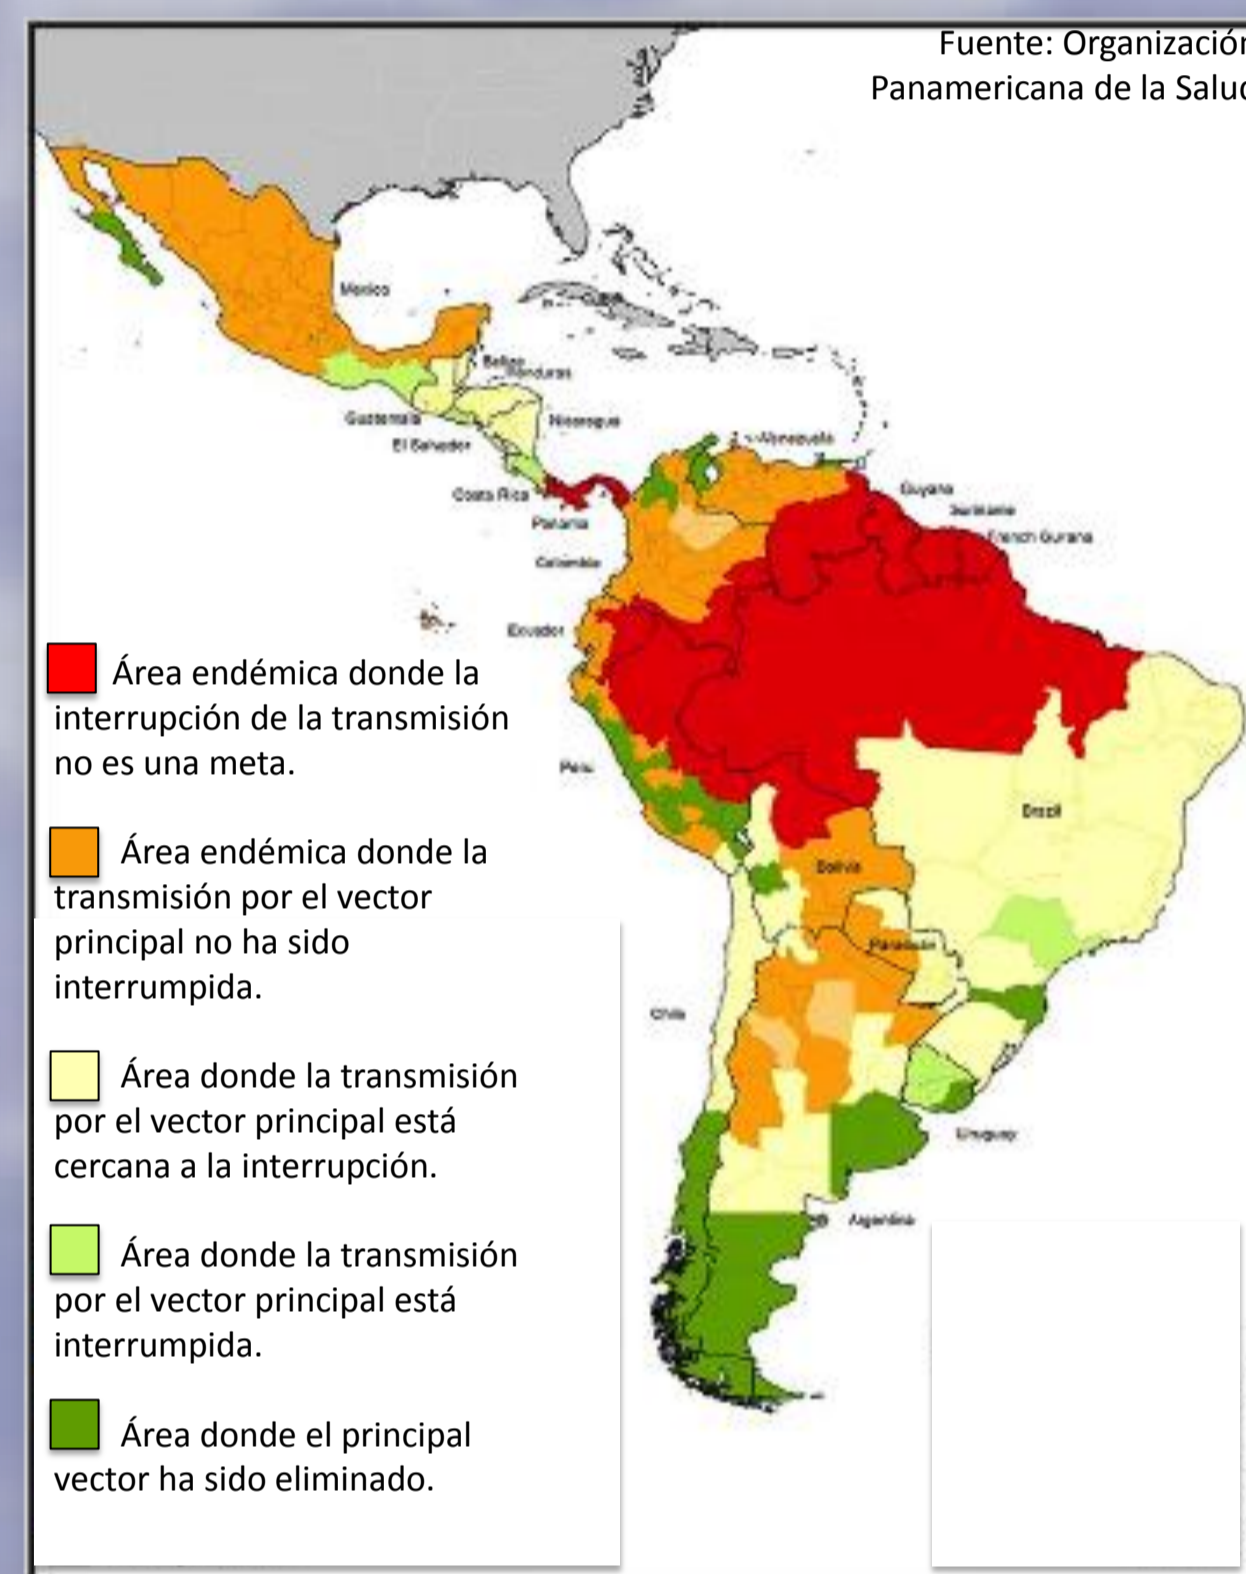 Fuente: Organización
Panamericana de la Salud
Mexico
Belize
Honduras
Guatemala
Nicaragua
El Salvador
Venezuela
Costa Rica
Guyana
Panama
Suriname
French Guiana
Colombia
Ecuador
Área endémica donde la
interrupción de la transmisión
no es una meta.
Peru
Brazil
Área endémica donde la
transmisión por el vector
principal no ha sido
interrumpida.
Bolivia
Paraguay
Chile
Área donde la transmisión
por el vector principal está
cercana a la interrupción.
Uruguay
Argentina
Área donde la transmisión
por el vector principal está
interrumpida.
Área donde el principal
vector ha sido eliminado.